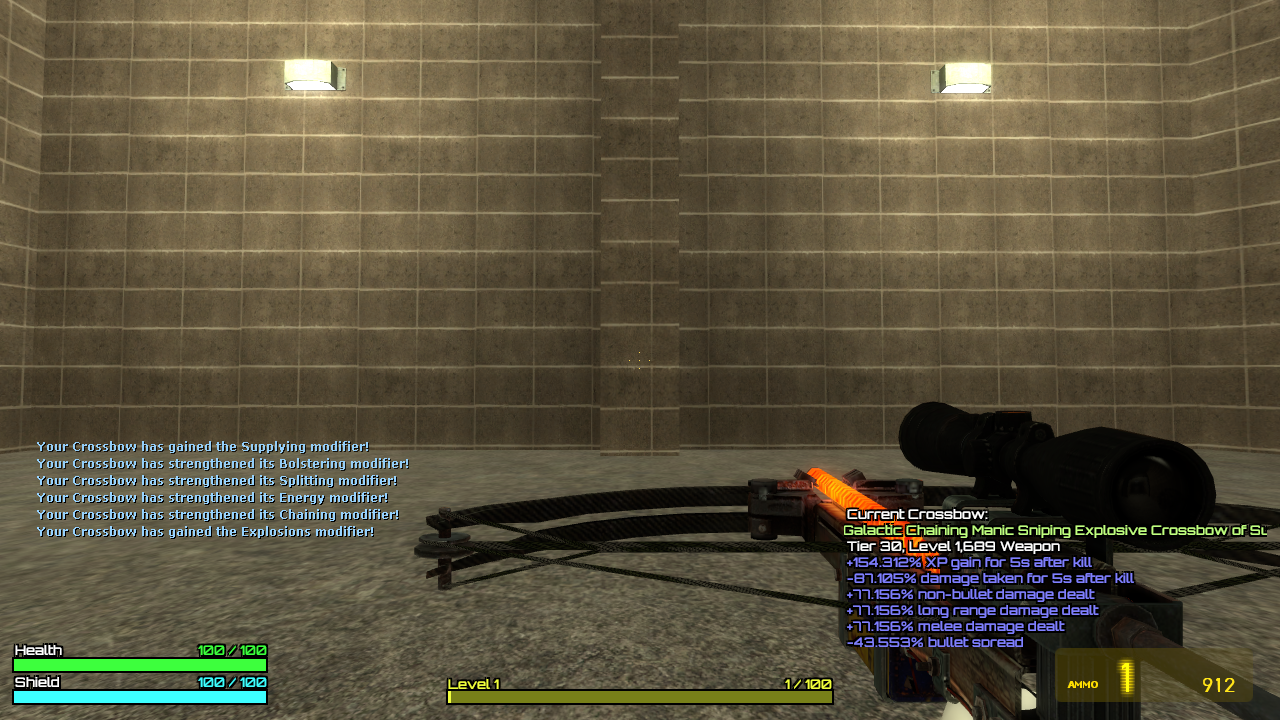 Your Crossbow has gained the Supplying modifier!
Your Crossbow has strengthened its Bolstering modifier!
Your Crossbow has strengthened its Splitting modifier!
Your Crossbow has strengthened its Energy modifier!
Your Crossbow has strengthened its Chaining modifier!
Your Crossbow has gained the Explosions modifier!
Current Crossbow:
Galactic Chaining Manic Sniping Explosive Crossbow of Su
Tier 30, Level 1,689 Weapon
+154.312% XP gain for 5s after kill
-87.105% damage taken for 5s after kill
+77.156% non-bullet damage dealt
+77.156% long range damage dealt
+77.156% melee damage dealt
-43.553% bullet spread
Health 100 / 100
Shield 100 / 100
Level 1 1 / 100
AMMO 1 912